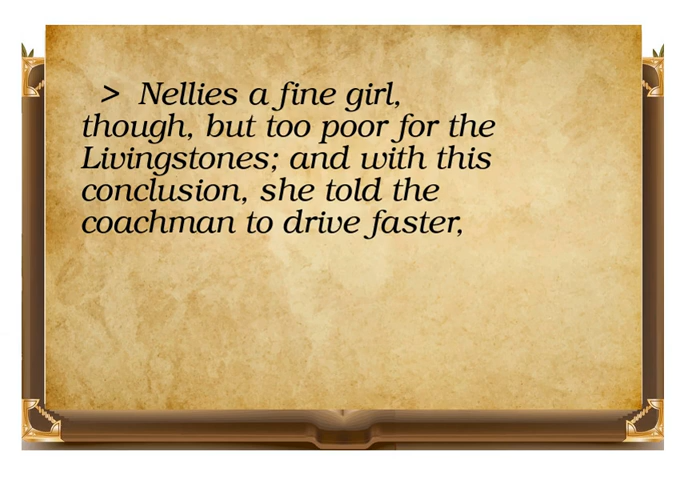 > Nellies a fine girl,
though, but too poor for the
Livingstones; and with this
conclusion, she told the
coachman to drive faster,